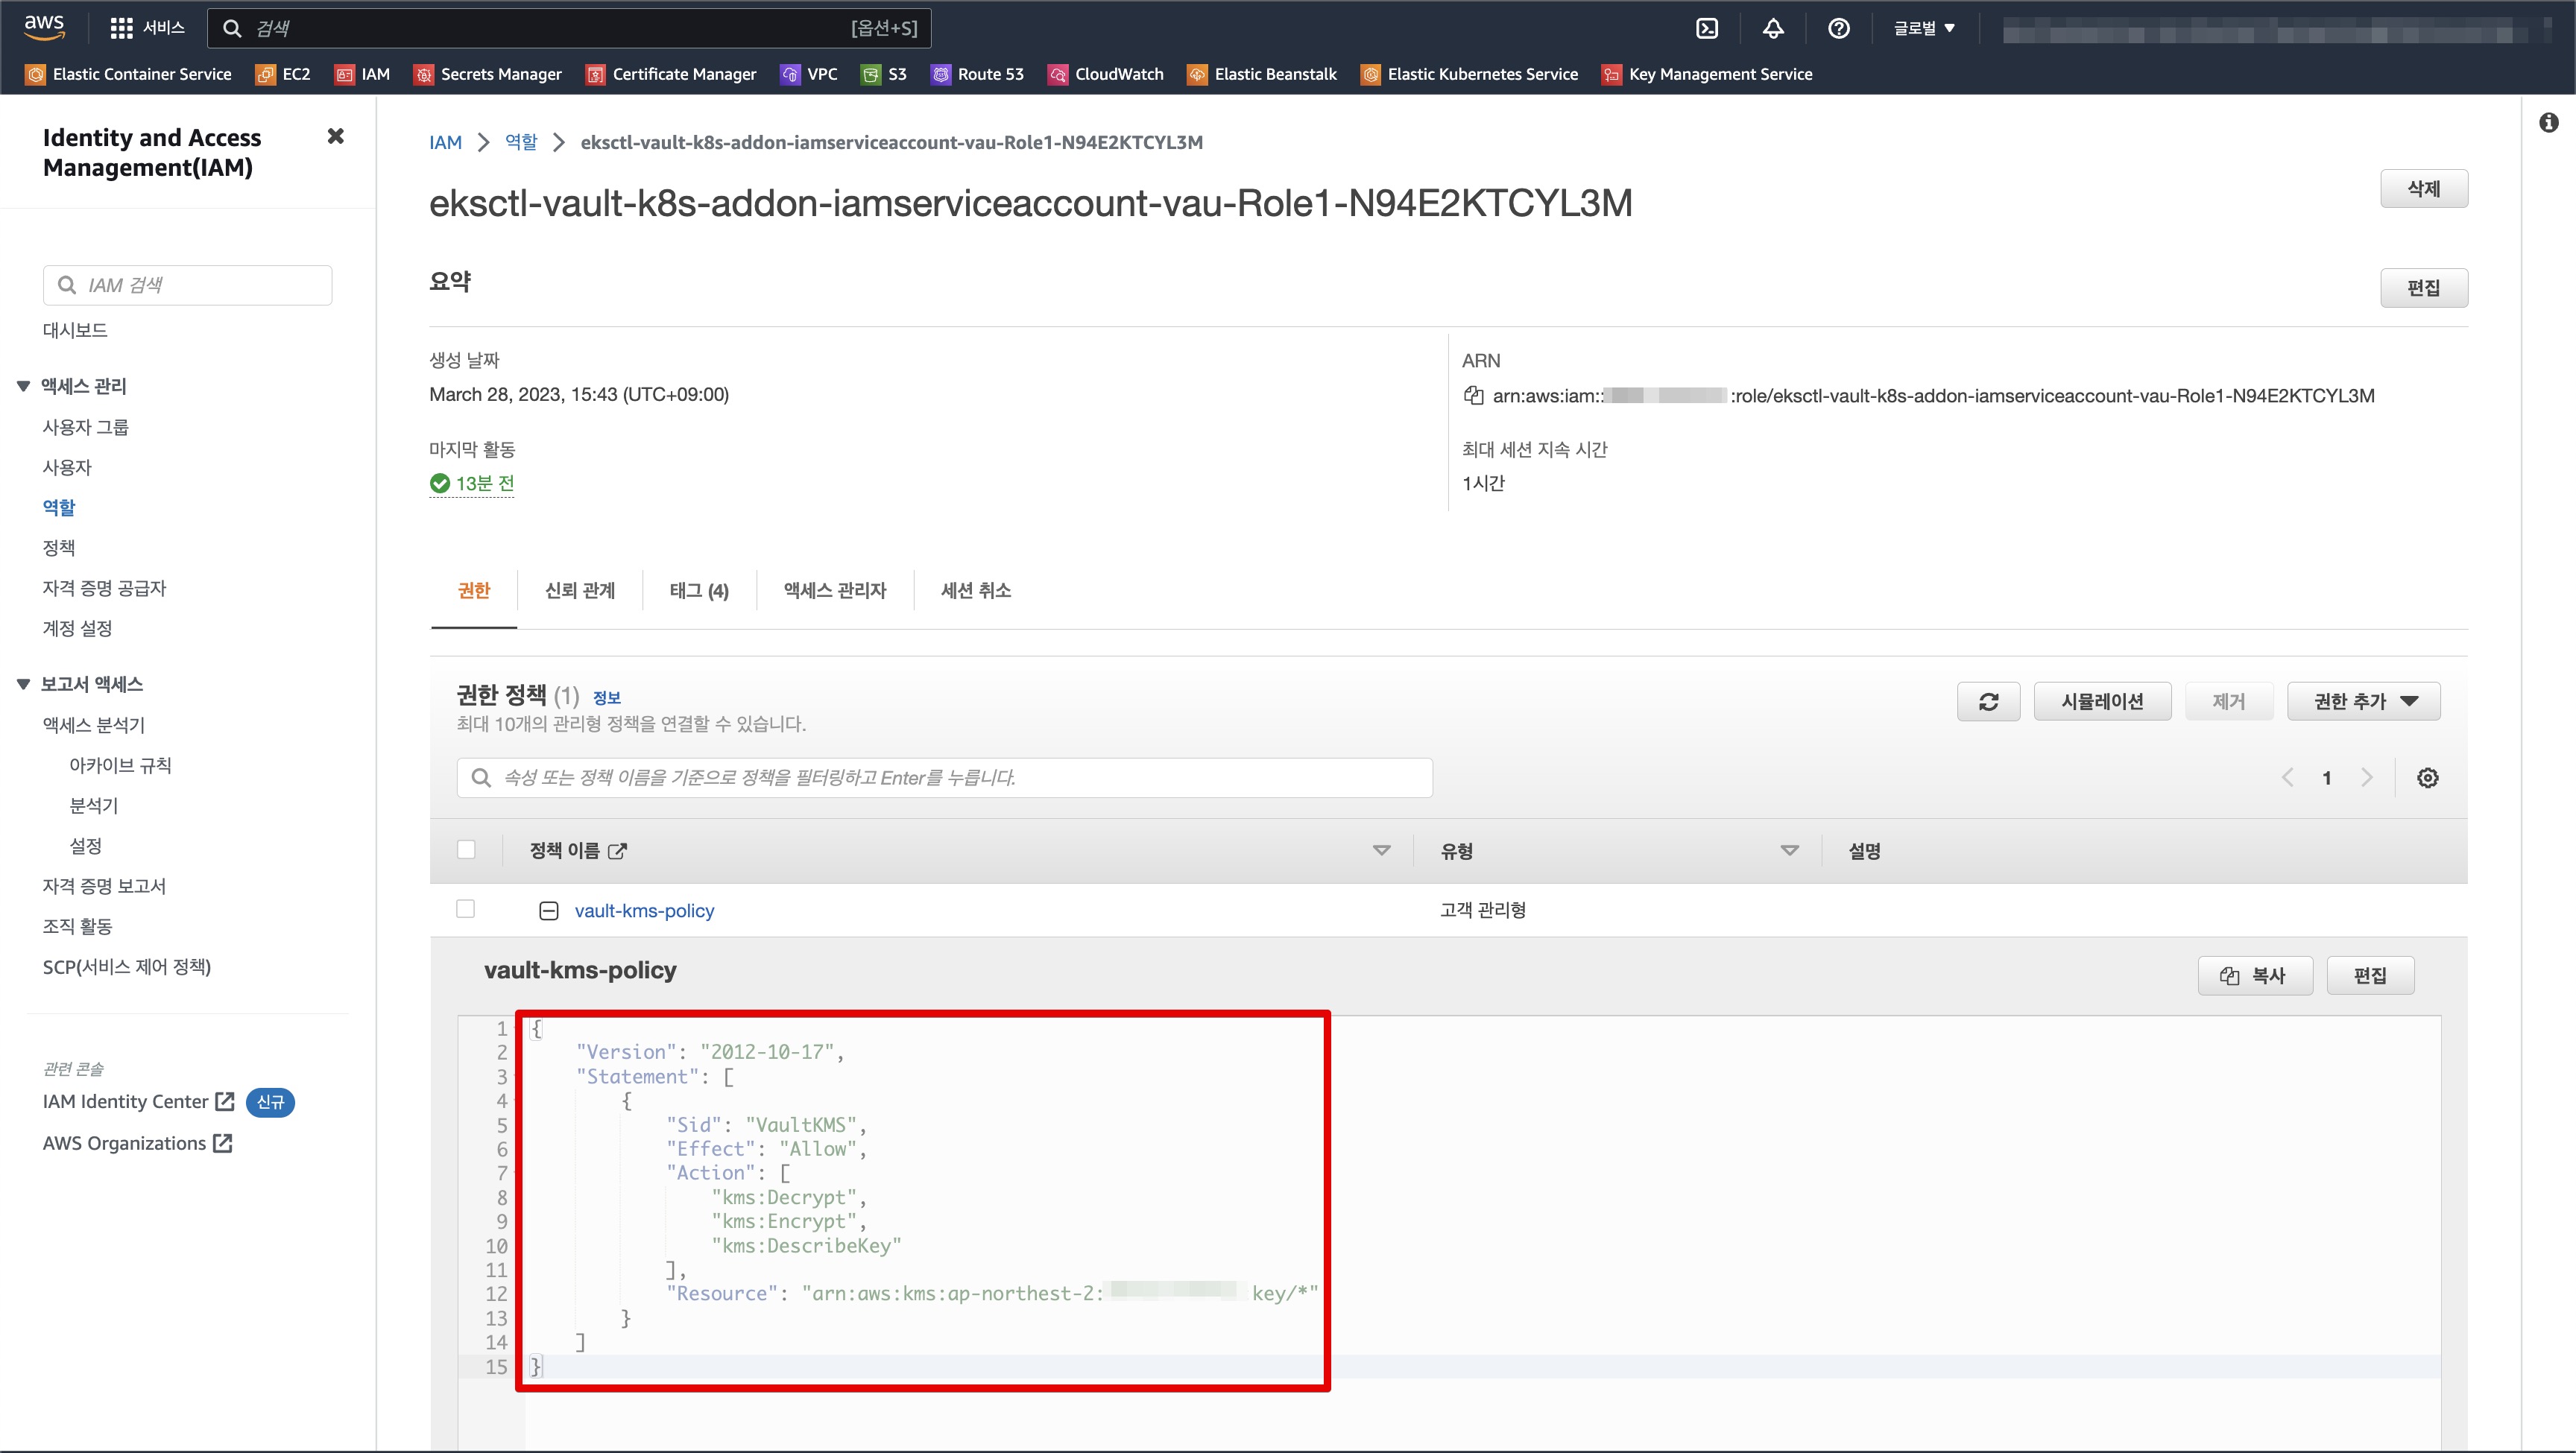 aws
서비스
검색
[옵션+S]
글로벌
Elastic Container Service
EC2
IAM
Secrets Manager
Certificate Manager
VPC
S3
Route 53
CloudWatch
Elastic Beanstalk
Elastic Kubernetes Service
Key Management Service
Identity and Access
Management(IAM)
IAM 검색
대시보드
액세스 관리
사용자 그룹
사용자
역할
정책
자격 증명 공급자
계정 설정
보고서 액세스
액세스 분석기
아카이브 규칙
분석기
설정
자격 증명 보고서
조직 활동
SCP(서비스 제어 정책)
관련 콘솔
IAM Identity Center 신규
AWS Organizations
IAM > 역할 > eksctl-vault-k8s-addon-iamserviceaccount-vau-Role1-N94E2KTCYL3M
eksctl-vault-k8s-addon-iamserviceaccount-vau-Role1-N94E2KTCYL3M
삭제
요약
편집
생성 날짜
March 28, 2023, 15:43 (UTC+09:00)
ARN
arn:aws:iam:: :role/eksctl-vault-k8s-addon-iamserviceaccount-vau-Role1-N94E2KTCYL3M
마지막 활동
13분 전
최대 세션 지속 시간
1시간
권한
신뢰 관계
태그 (4)
액세스 관리자
세션 취소
권한 정책 (1) 정보
최대 10개의 관리형 정책을 연결할 수 있습니다.
시뮬레이션
제거
권한 추가
속성 또는 정책 이름을 기준으로 정책을 필터링하고 Enter를 누릅니다.
1
정책 이름
유형
설명
vault-kms-policy
고객 관리형
vault-kms-policy
복사
편집
1 {
2 "Version": "2012-10-17",
3 "Statement": [
4 {
5 "Sid": "VaultKMS",
6 "Effect": "Allow",
7 "Action": [
8 "kms:Decrypt",
9 "kms:Encrypt",
10 "kms:DescribeKey"
11 ],
12 "Resource": "arn:aws:kms:ap-northest-2: key/*"
13 }
14 ]
15 }